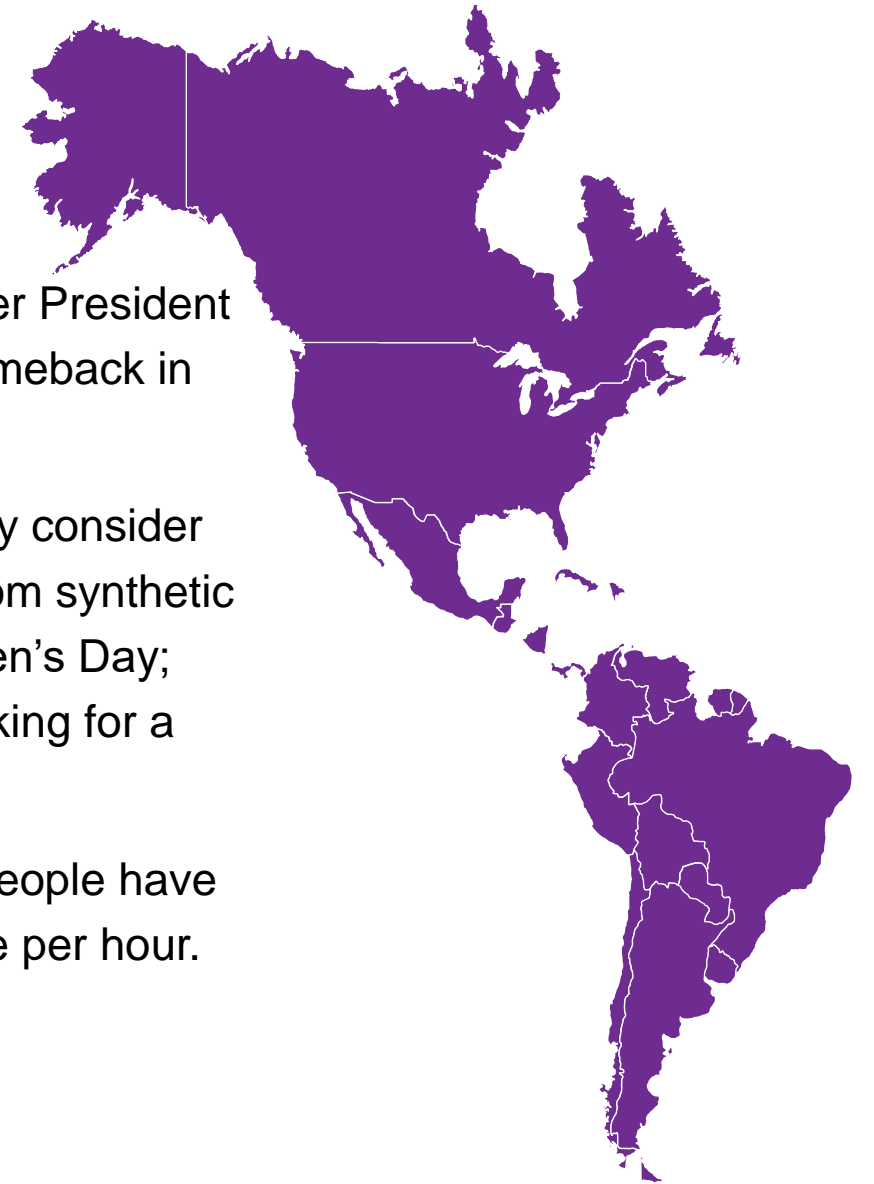 er President
meback in
y consider
om synthetic
en’s Day;
king for a
eople have
e per hour.